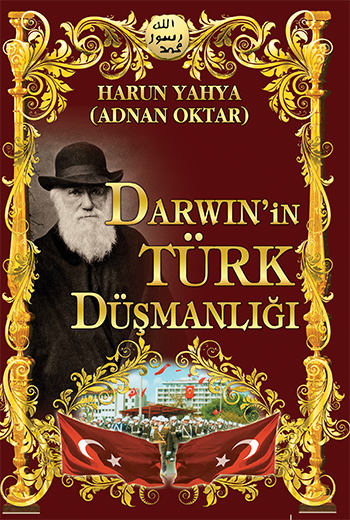 الله
رسول
محمد
HARUN YAHYA
(ADNAN OKTAR)
DARWIN'iN
TÜRK
DÜŞMANLIĞI